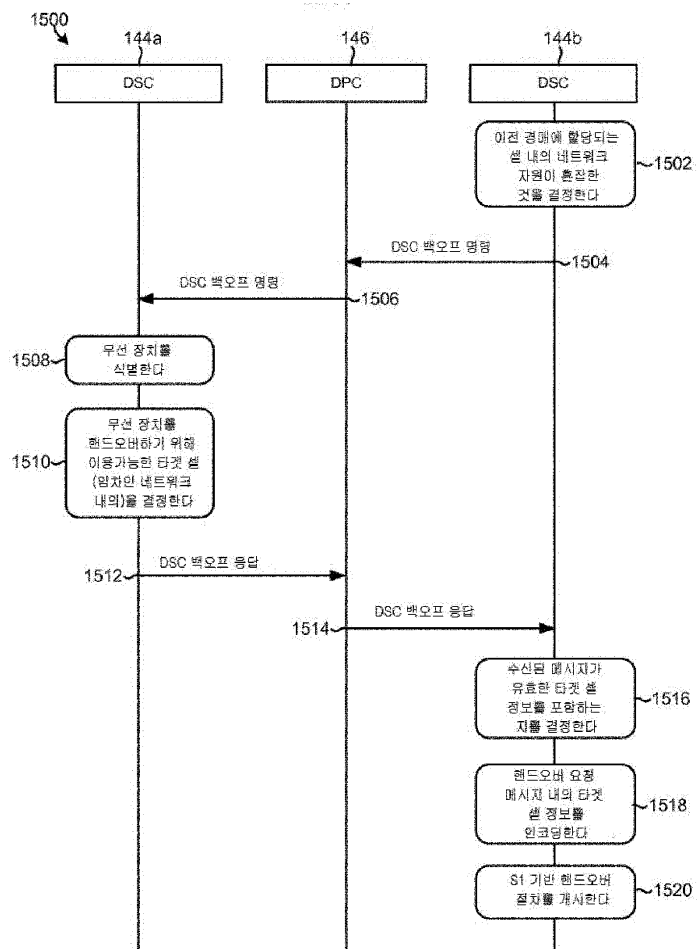 1500
144a
146
144b
DSC
DPC
DSC
이전 경매에 할당되는
셀 내의 네트워크
자원이 혼잡한
것을 결정한다
1502
DSC 백오프 명령
1504
DSC 백오프 명령
1506
1508
무선 장치를
식별한다
1510
무선 장치를
핸드오버하기 위해
이용가능한 타겟 셀
(임차인 네트워크
내의)을 결정한다
DSC 백오프 응답
1512
DSC 백오프 응답
1514
수신된 메시지가
유효한 타겟 셀
정보를 포함하는
지를 결정한다
1516
핸드오버 요청
메시지 내의 타겟
셀 정보를
인코딩한다
1518
S1 기반 핸드오버
절차를 개시한다
1520